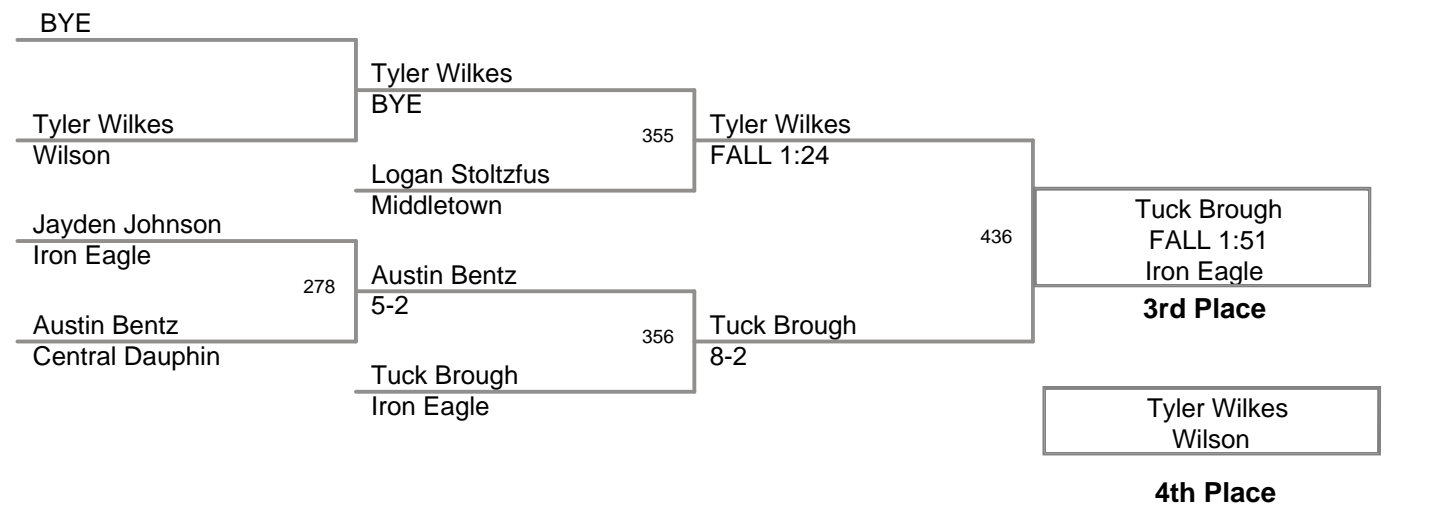 BYE
Tyler Wilkes
Wilson
Jayden Johnson
Iron Eagle
278
Austin Bentz
Central Dauphin
Tyler Wilkes
BYE
355
Logan Stoltzfus
Middletown
Austin Bentz
5-2
356
Tuck Brough
Iron Eagle
Tyler Wilkes
FALL 1:24
436
Tuck Brough
8-2
Tuck Brough
FALL 1:51
Iron Eagle
3rd Place
Tyler Wilkes
Wilson
4th Place